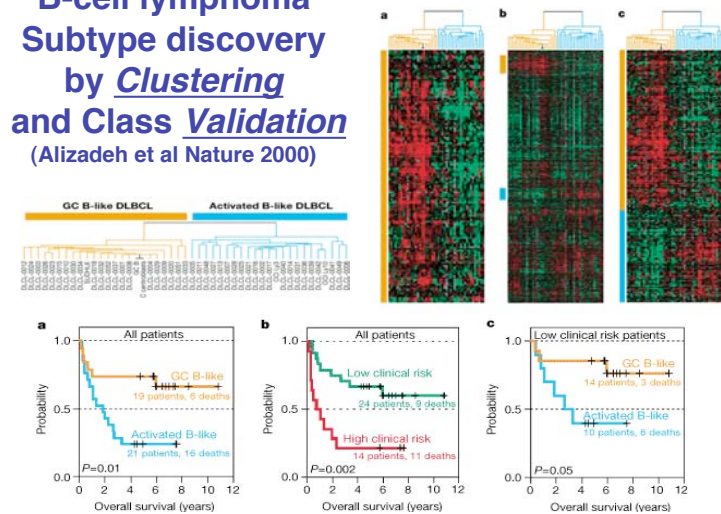 B-cell lymphoma
Subtype discovery
by Clustering
and Class Validation
(Alizadeh et al Nature 2000)
GC B-like DLBCL
Activated B-like DLBCL
a
b
c
a
All patients
1.0
0.5
0.0
Probability
GC B-like
19 patients, 6 deaths
Activated B-like
21 patients, 16 deaths
P=0.01
0 2 4 6 8 10 12
Overall survival (years)
b
All patients
1.0
0.5
0.0
Probability
Low clinical risk
24 patients, 9 deaths
High clinical risk
14 patients, 11 deaths
P=0.002
0 2 4 6 8 10 12
Overall survival (years)
c
Low clinical risk patients
1.0
0.5
0.0
Probability
GC B-like
14 patients, 3 deaths
Activated B-like
10 patients, 6 deaths
P=0.05
0 2 4 6 8 10 12
Overall survival (years)